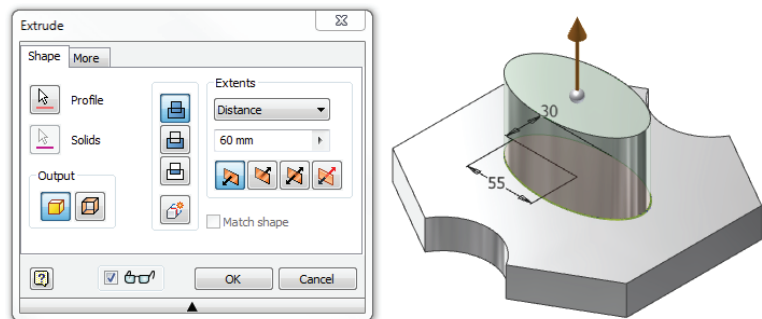 Extrude
Shape More
Profile
Solids
Output
Extents
Distance
60 mm
Match shape
OK
Cancel
30
55